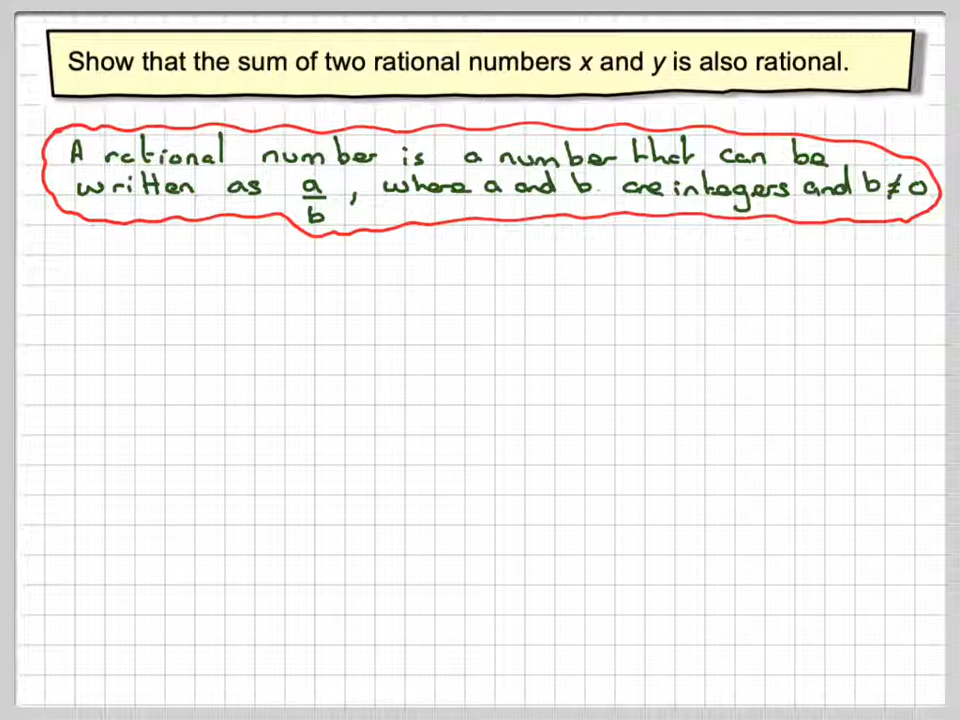 Show that the sum of two rational numbers x and y is also rational.
A rational number is a number that can be
written as a/b, where a and b are integers and b ≠ 0